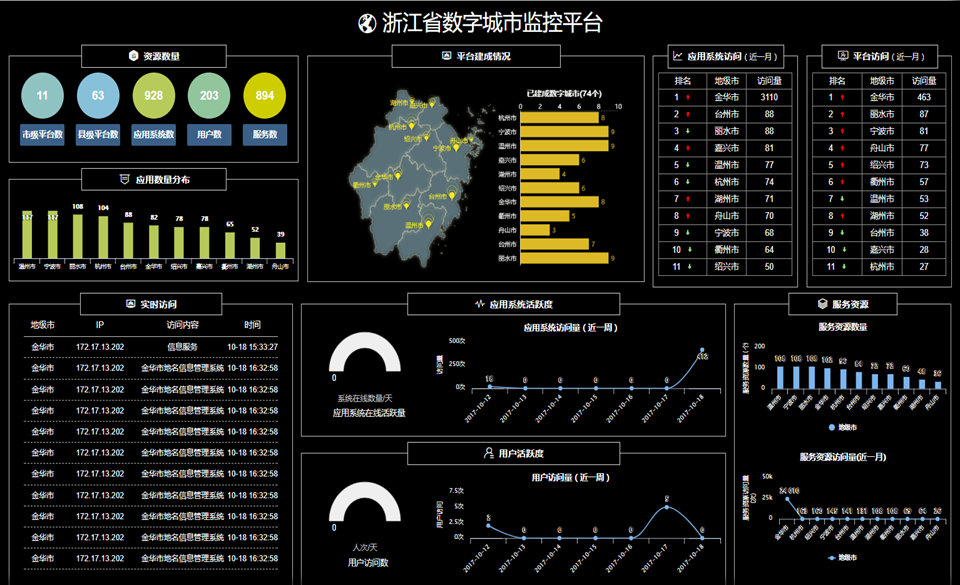 浙江省数字城市监控平台
资源数量
11 63 928 203 894
市级平台数 县级平台数 应用系统数 用户数 服务数
应用数量分布
117 117 108 104 88 82 78 78 65 52 39
温州市 宁波市 丽水市 杭州市 台州市 金华市 绍兴市 嘉兴市 衢州市 湖州市 舟山市
平台建成情况
湖州市 嘉兴市
杭州市
绍兴市 舟山市
宁波市
金华市
衢州市
台州市
丽水市
温州市
已建成数字城市(74个)
0 2 4 6 8 10
杭州市 8
宁波市 9
温州市 9
嘉兴市 6
湖州市 4
绍兴市 6
金华市 8
衢州市 5
舟山市 3
台州市 7
丽水市 9
应用系统访问(近一月)
排名 地级市 访问量
1 金华市 3110
2 台州市 88
3 丽水市 88
4 嘉兴市 81
5 温州市 77
6 杭州市 74
7 湖州市 71
8 舟山市 70
9 宁波市 68
10 衢州市 64
11 绍兴市 50
平台访问(近一月)
排名 地级市 访问量
1 金华市 463
2 丽水市 87
3 宁波市 81
4 舟山市 77
5 绍兴市 73
6 衢州市 57
7 温州市 53
8 湖州市 52
9 台州市 38
10 嘉兴市 28
11 杭州市 27
实时访问
地级市 IP 访问内容 时间
金华市 172.17.13.202 信息服务 10-18 15:33:27
金华市 172.17.13.202 金华市地名信息管理系统 10-18 16:32:58
金华市 172.17.13.202 金华市地名信息管理系统 10-18 16:32:58
金华市 172.17.13.202 金华市地名信息管理系统 10-18 16:32:58
金华市 172.17.13.202 金华市地名信息管理系统 10-18 16:32:58
金华市 172.17.13.202 金华市地名信息管理系统 10-18 16:32:58
金华市 172.17.13.202 金华市地名信息管理系统 10-18 16:32:58
金华市 172.17.13.202 金华市地名信息管理系统 10-18 16:32:58
金华市 172.17.13.202 金华市地名信息管理系统 10-18 16:32:58
金华市 172.17.13.202 金华市地名信息管理系统 10-18 16:32:58
金华市 172.17.13.202 金华市地名信息管理系统 10-18 16:32:58
应用系统活跃度
0
系统在线数量/天
应用系统在线活跃量
应用系统访问量(近一周)
访问量
500次
250次
0次
0 0 0 0 0
2017-10-12 2017-10-13 2017-10-14 2017-10-15 2017-10-16 2017-10-17 2017-10-18
用户活跃度
0
人次/天
用户访问数
用户访问量(近一周)
用户访问
7.5次
5次
2.5次
0次
0 0 0 0 5 0
2017-10-12 2017-10-13 2017-10-14 2017-10-15 2017-10-16 2017-10-17 2017-10-18
服务资源
服务资源数量
服务资源数量(个)
200
100
0
温州市 宁波市 丽水市 金华市 杭州市 台州市 绍兴市 嘉兴市 衢州市 湖州市 舟山市
地级市
服务资源访问量(近一月)
服务资源访问量(次)
50k
25k
0
地级市